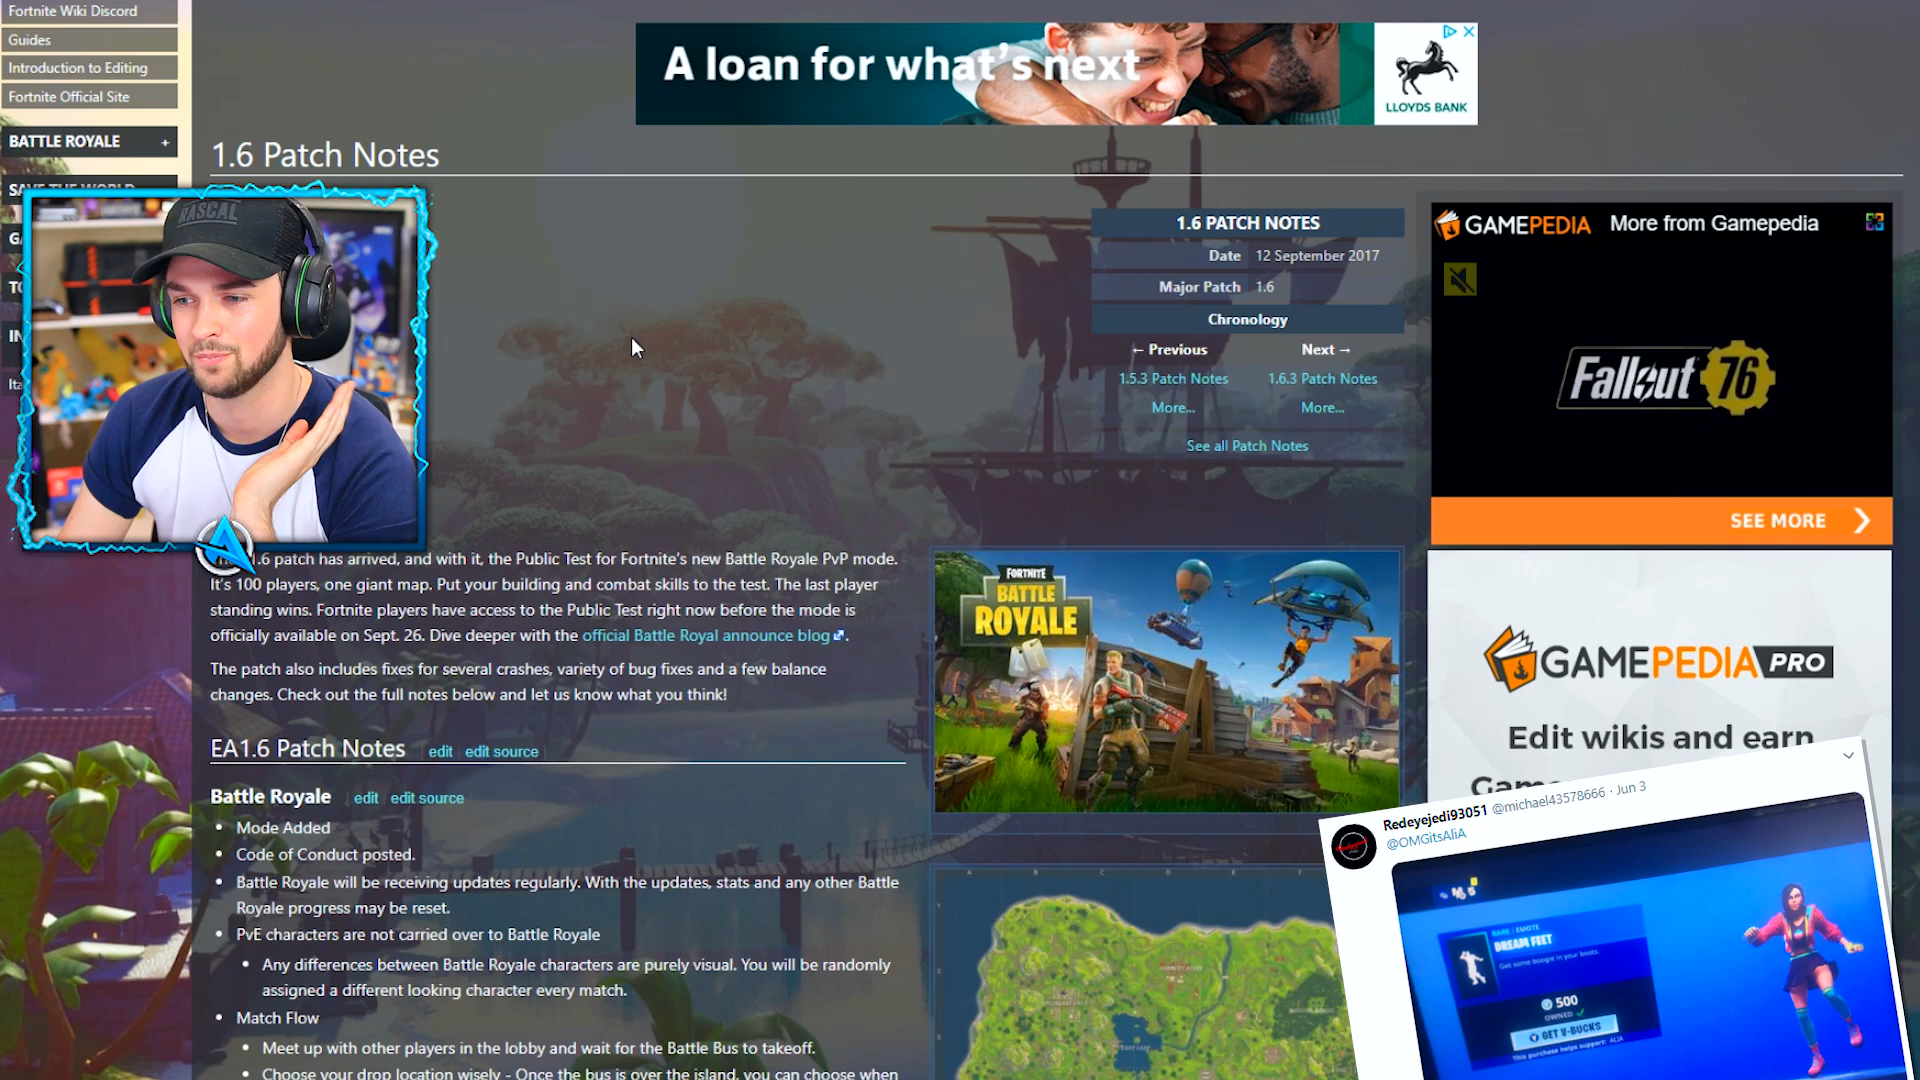 Fortnite Wiki Discord
Guides
Introduction to Editing
Fortnite Official Site
BATTLE ROYALE +
A loan for what's next
LLOYDS BANK
1.6 Patch Notes
RASCAL
1.6 PATCH NOTES
Date 12 September 2017
Major Patch 1.6
Chronology
← Previous Next →
1.5.3 Patch Notes 1.6.3 Patch Notes
More... More...
See all Patch Notes
GAMEPEDIA More from Gamepedia
Fallout 76
SEE MORE
1.6 patch has arrived, and with it, the Public Test for Fortnite's new Battle Royale PvP mode.
It's 100 players, one giant map. Put your building and combat skills to the test. The last player
standing wins. Fortnite players have access to the Public Test right now before the mode is
officially available on Sept. 26. Dive deeper with the official Battle Royal announce blog.
The patch also includes fixes for several crashes, variety of bug fixes and a few balance
changes. Check out the full notes below and let us know what you think!
FORTNITE
BATTLE
ROYALE
GAMEPEDIA PRO
Edit wikis and earn
EA1.6 Patch Notes edit edit source
Battle Royale edit edit source
• Mode Added
• Code of Conduct posted.
• Battle Royale will be receiving updates regularly. With the updates, stats and any other Battle
Royale progress may be reset.
• PvE characters are not carried over to Battle Royale
• Any differences between Battle Royale characters are purely visual. You will be randomly
assigned a different looking character every match.
• Match Flow
• Meet up with other players in the lobby and wait for the Battle Bus to takeoff.
• Choose your drop location wisely - Once the bus is over the island, you can choose when
Redeyejedi93051 @michael43578666 · Jun 3
@OMGitsAliA
RARE | EMOTE
DREAM FEET
Get some boogie in your boots.
500
OWNED
GET V-BUCKS
This purchase helps support: ALIA